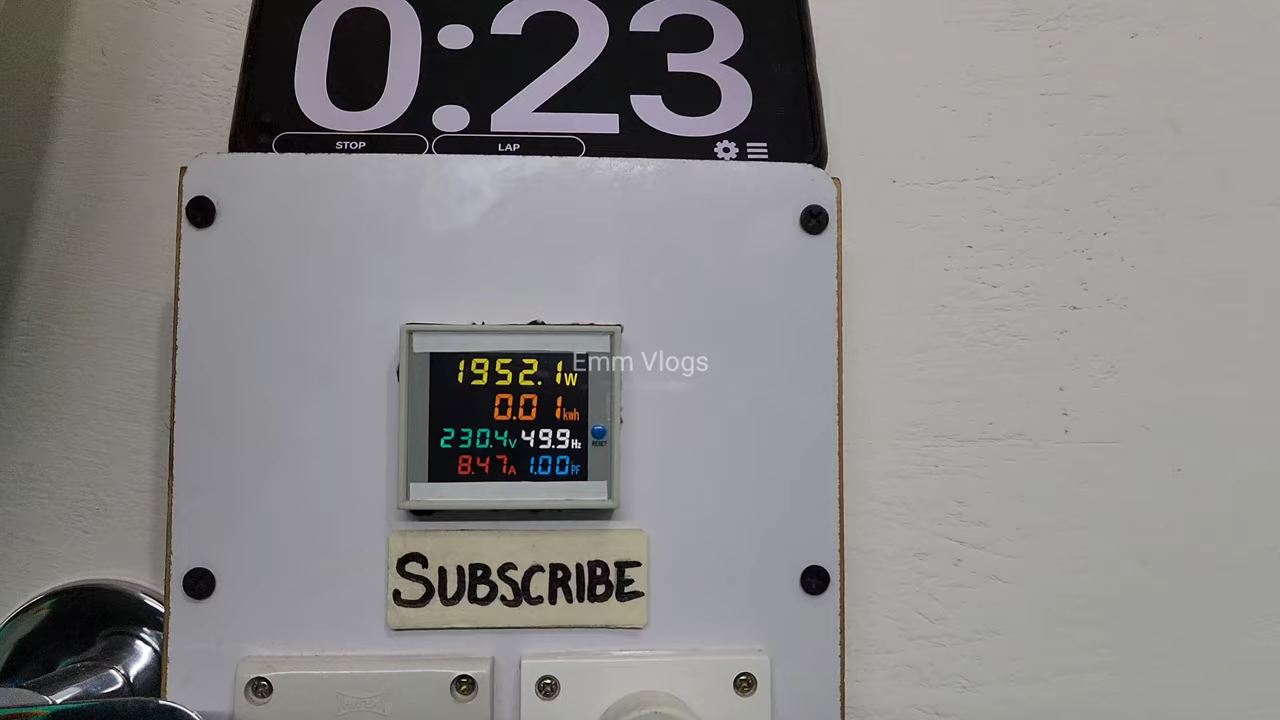 0:23
STOP LAP
1952.1W
0.01kwh
230.4V 49.9Hz
8.47A 1.00PF
RESET
Emm Vlogs
SUBSCRIBE